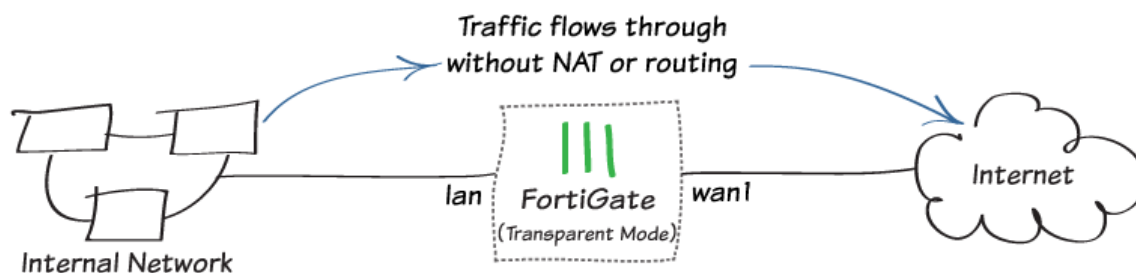 Traffic flows through
without NAT or routing
lan
FortiGate
(Transparent Mode)
wan1
Internet
Internal Network